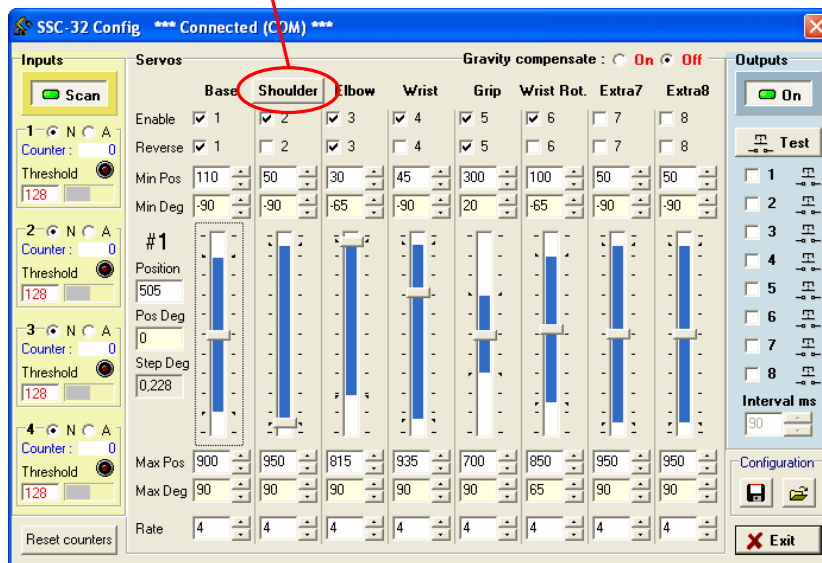 SSC-32 Config *** Connected (COM) ***
Inputs
Servos
Gravity compensate : On Off
Outputs
Scan
Base Shoulder Elbow Wrist Grip Wrist Rot. Extra7 Extra8
On
Enable 1 2 3 4 5 6 7 8
Reverse 1 2 3 4 5 6 7 8
Min Pos 110 50 30 45 300 100 50 50
Min Deg -90 -90 -65 -90 20 -65 -90 -90
1 N A
Counter : 0
Threshold
128
2 N A
Counter : 0
Threshold
128
3 N A
Counter : 0
Threshold
128
4 N A
Counter : 0
Threshold
128
Reset counters
#1
Position
505
Pos Deg
0
Step Deg
0,228
Max Pos 900 950 815 935 700 850 950 950
Max Deg 90 90 90 90 90 65 90 90
Rate 4 4 4 4 4 4 4 4
Test
1
2
3
4
5
6
7
8
Interval ms
90
Configuration
Exit